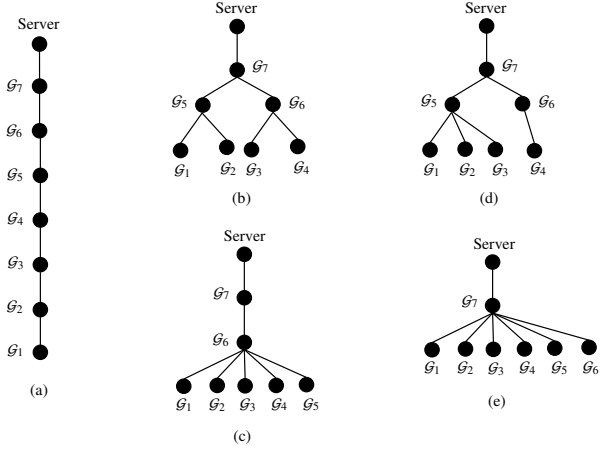 Server
𝒢₇
𝒢₆
𝒢₅
𝒢₄
𝒢₃
𝒢₂
𝒢₁
(a)
Server
𝒢₇
𝒢₅ 𝒢₆
𝒢₁ 𝒢₂ 𝒢₃ 𝒢₄
(b)
Server
𝒢₇
𝒢₆
𝒢₁ 𝒢₂ 𝒢₃ 𝒢₄ 𝒢₅
(c)
Server
𝒢₇
𝒢₅ 𝒢₆
𝒢₁ 𝒢₂ 𝒢₃ 𝒢₄
(d)
Server
𝒢₇
𝒢₁ 𝒢₂ 𝒢₃ 𝒢₄ 𝒢₅ 𝒢₆
(e)